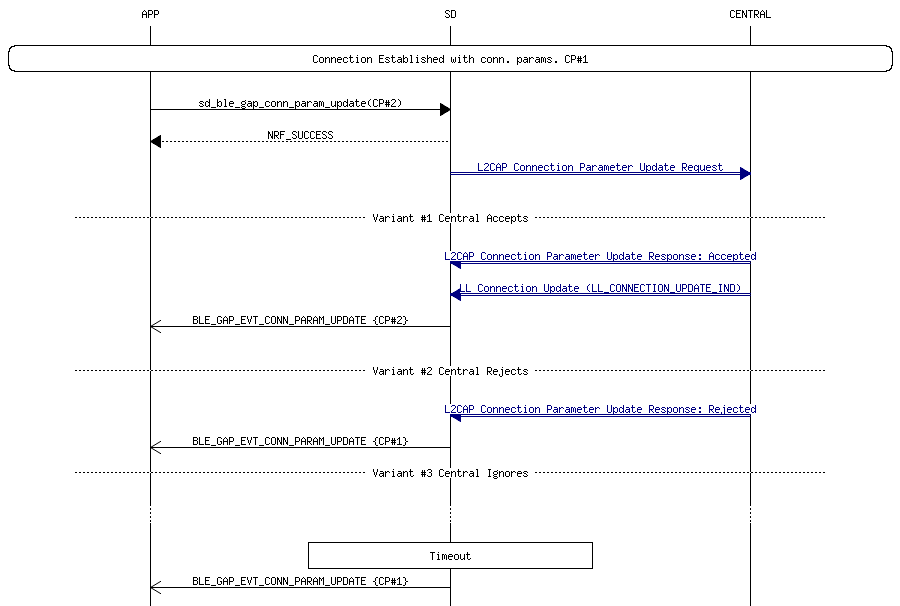 APP SD CENTRAL
Connection Established with conn. params. CP#1
sd_ble_gap_conn_param_update(CP#2)
NRF_SUCCESS
L2CAP Connection Parameter Update Request
Variant #1 Central Accepts
L2CAP Connection Parameter Update Response: Accepted
LL Connection Update (LL_CONNECTION_UPDATE_IND)
BLE_GAP_EVT_CONN_PARAM_UPDATE {CP#2}
Variant #2 Central Rejects
L2CAP Connection Parameter Update Response: Rejected
BLE_GAP_EVT_CONN_PARAM_UPDATE {CP#1}
Variant #3 Central Ignores
Timeout
BLE_GAP_EVT_CONN_PARAM_UPDATE {CP#1}